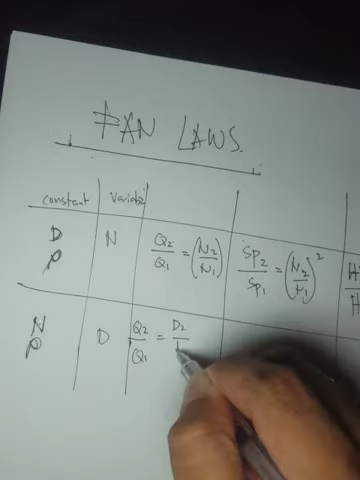 FAN LAWS.
constant variable
D
ρ N Q2/Q1 = (N2/N1) SP2/SP1 = (N2/N1)^2 H
H
N
ρ D Q2/Q1 = D2/